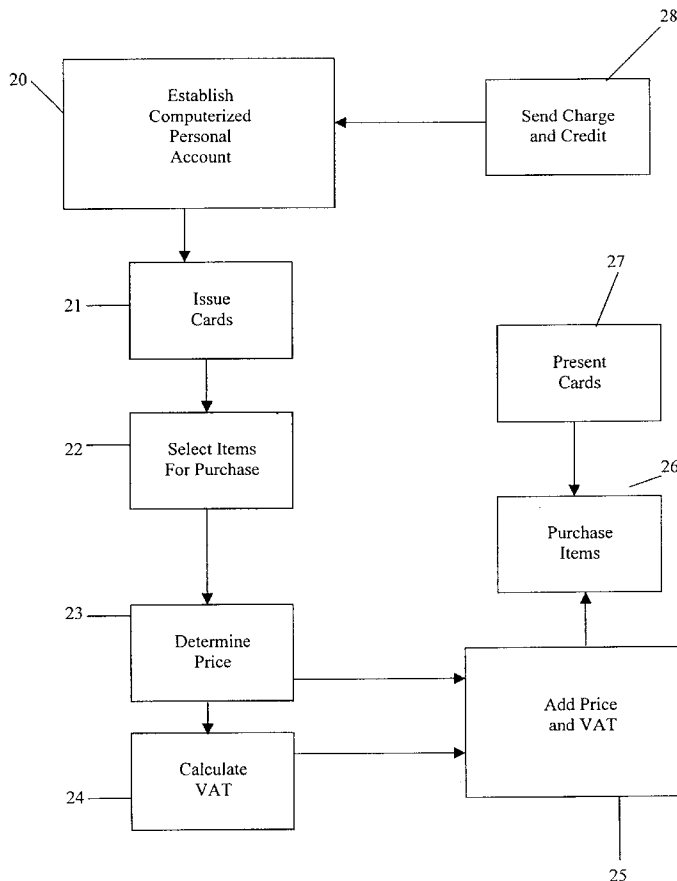 28
20
Establish
Computerized
Personal
Account
Send Charge
and Credit
27
21
Issue
Cards
Present
Cards
22
Select Items
For Purchase
26
Purchase
Items
23
Determine
Price
Add Price
and VAT
24
Calculate
VAT
25